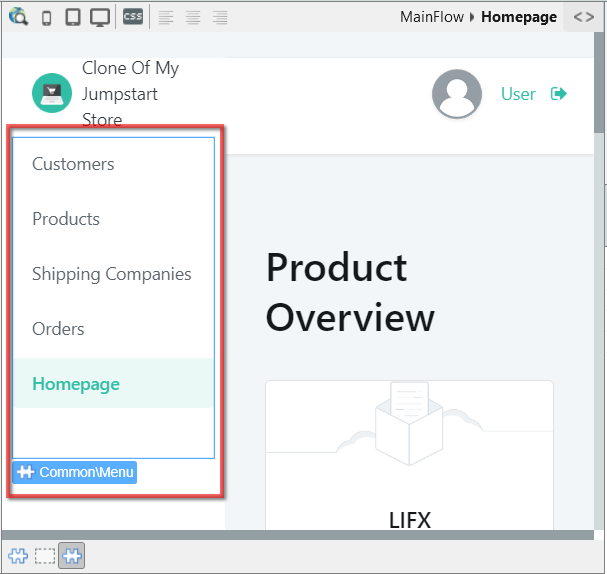 CSS
MainFlow Homepage <>
Clone Of My
Jumpstart
Store
User
Customers
Products
Shipping Companies
Orders
Homepage
Common\Menu
Product
Overview
LIFX